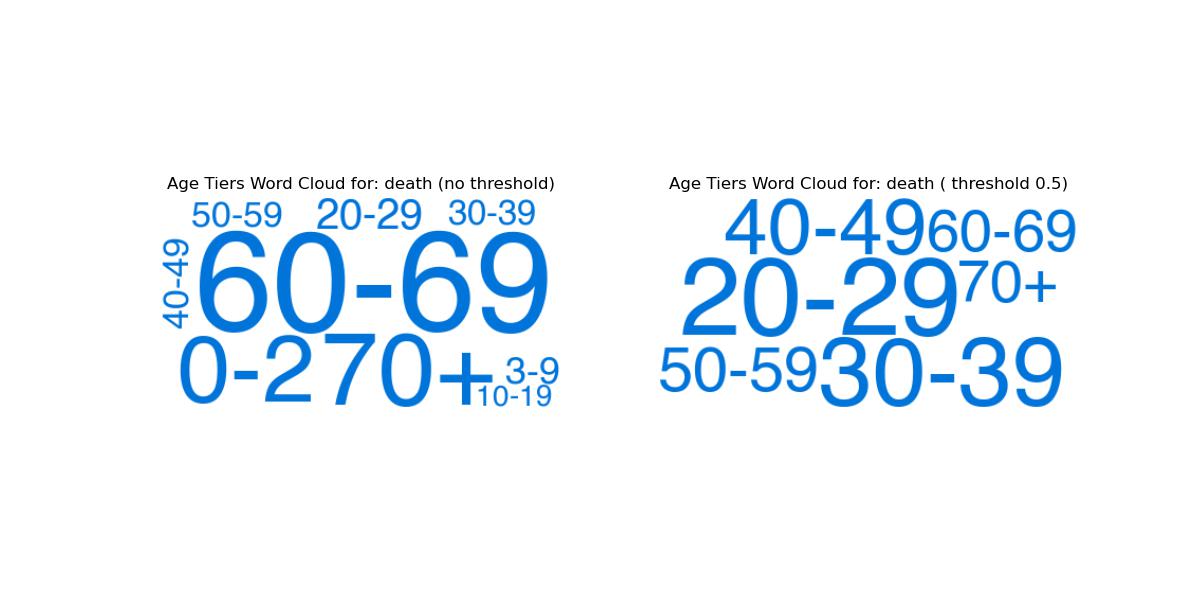 Age Tiers Word Cloud for: death (no threshold)
50-59 20-29 30-39
40-49
60-69
0-2 70+ 3-9
10-19
Age Tiers Word Cloud for: death ( threshold 0.5)
40-49 60-69
20-29 70+
50-59 30-39